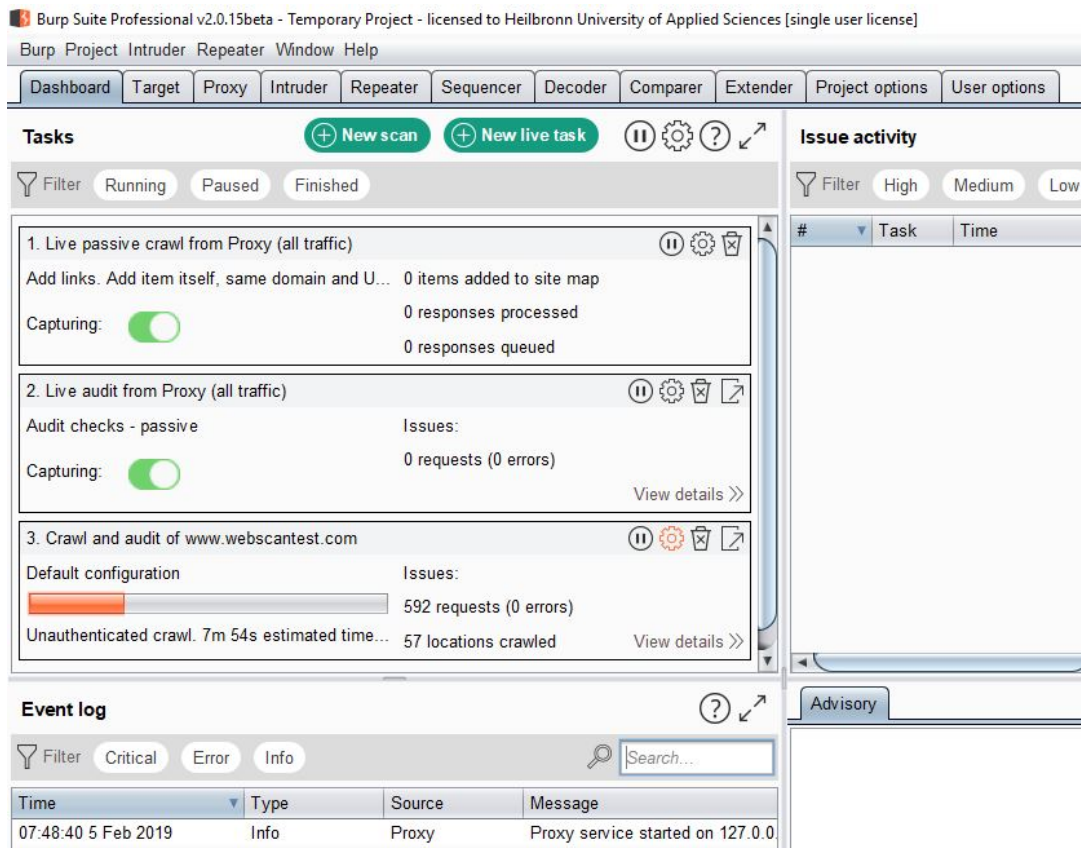 Burp Suite Professional v2.0.15beta - Temporary Project - licensed to Heilbronn University of Applied Sciences [single user license]
Burp Project Intruder Repeater Window Help
Dashboard Target Proxy Intruder Repeater Sequencer Decoder Comparer Extender Project options User options
Tasks New scan New live task
Filter Running Paused Finished
1. Live passive crawl from Proxy (all traffic)
Add links. Add item itself, same domain and U... 0 items added to site map
Capturing: 0 responses processed
0 responses queued
2. Live audit from Proxy (all traffic)
Audit checks - passive Issues:
Capturing: 0 requests (0 errors)
View details
3. Crawl and audit of www.webscantest.com
Default configuration Issues:
592 requests (0 errors)
Unauthenticated crawl. 7m 54s estimated time... 57 locations crawled View details
Issue activity
Filter High Medium Low
# Task Time
Event log
Filter Critical Error Info Search...
Time Type Source Message
07:48:40 5 Feb 2019 Info Proxy Proxy service started on 127.0.0.
Advisory